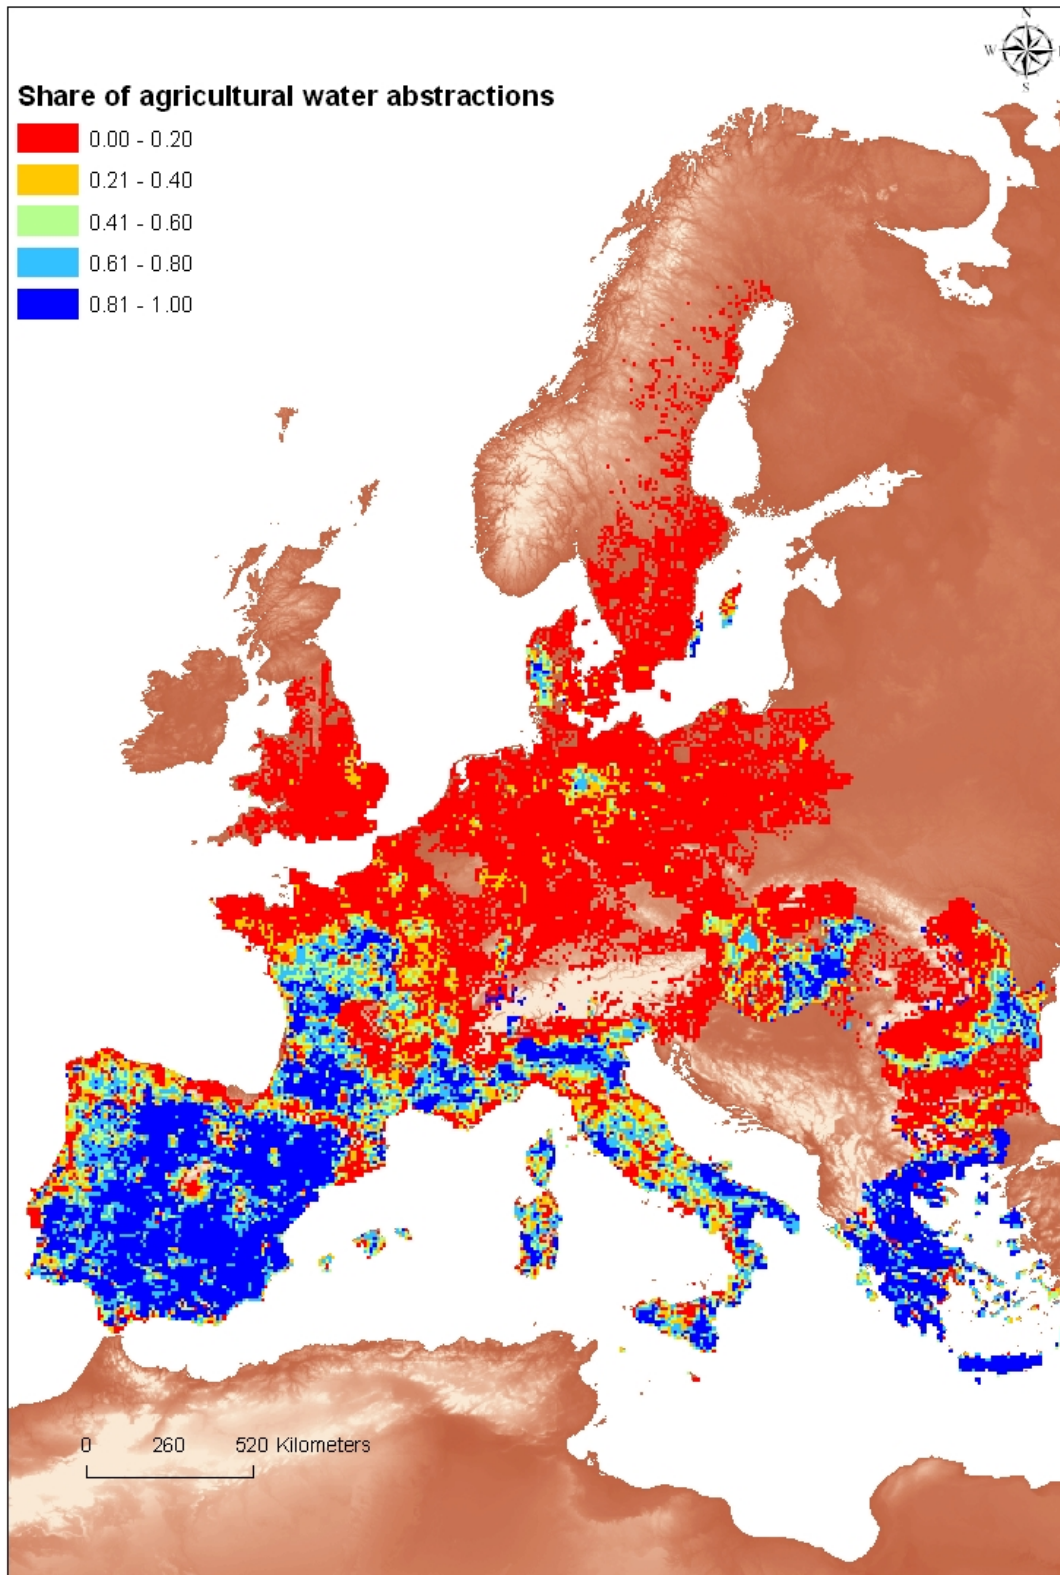 N
W
S
Share of agricultural water abstractions
0.00 - 0.20
0.21 - 0.40
0.41 - 0.60
0.61 - 0.80
0.81 - 1.00
0 260 520 Kilometers